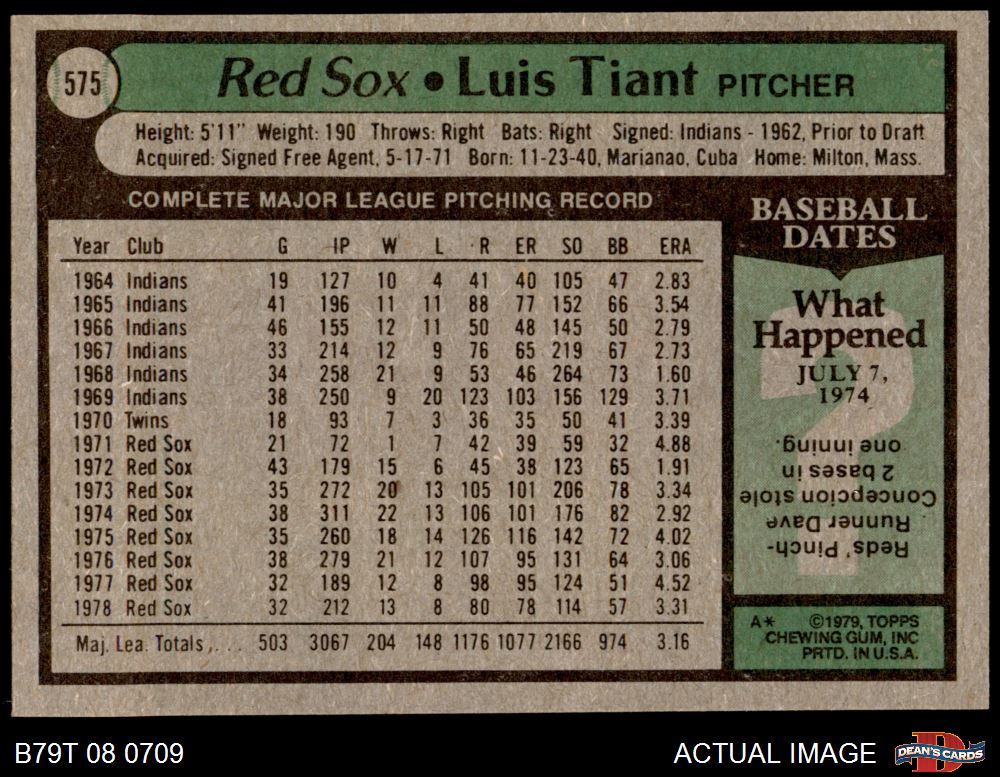 575
Red Sox • Luis Tiant PITCHER
Height: 5'11" Weight: 190 Throws: Right Bats: Right Signed: Indians - 1962, Prior to Draft
Acquired: Signed Free Agent, 5-17-71 Born: 11-23-40, Marianao, Cuba Home: Milton, Mass.
COMPLETE MAJOR LEAGUE PITCHING RECORD
Year Club G IP W L R ER SO BB ERA
1964 Indians 19 127 10 4 41 40 105 47 2.83
1965 Indians 41 196 11 11 88 77 152 66 3.54
1966 Indians 46 155 12 11 50 48 145 50 2.79
1967 Indians 33 214 12 9 76 65 219 67 2.73
1968 Indians 34 258 21 9 53 46 264 73 1.60
1969 Indians 38 250 9 20 123 103 156 129 3.71
1970 Twins 18 93 7 3 36 35 50 41 3.39
1971 Red Sox 21 72 1 7 42 39 59 32 4.88
1972 Red Sox 43 179 15 6 45 38 123 65 1.91
1973 Red Sox 35 272 20 13 105 101 206 78 3.34
1974 Red Sox 38 311 22 13 106 101 176 82 2.92
1975 Red Sox 35 260 18 14 126 116 142 72 4.02
1976 Red Sox 38 279 21 12 107 95 131 64 3.06
1977 Red Sox 32 189 12 8 98 95 124 51 4.52
1978 Red Sox 32 212 13 8 80 78 114 57 3.31
Maj. Lea. Totals . . . 503 3067 204 148 1176 1077 2166 974 3.16
BASEBALL
DATES
What
Happened
JULY 7,
1974
Reds' Pinch-
Runner Dave
Concepcion stole
2 bases in
one inning.
A* ©1979, TOPPS
CHEWING GUM, INC
PRTD. IN U.S.A.
B79T 08 0709
ACTUAL IMAGE
D
DEAN'S CARDS